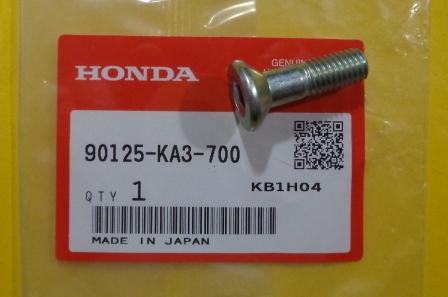 GENUINE
HONDA
90125-KA3-700
QTY 1
KB1H04
MADE IN JAPAN